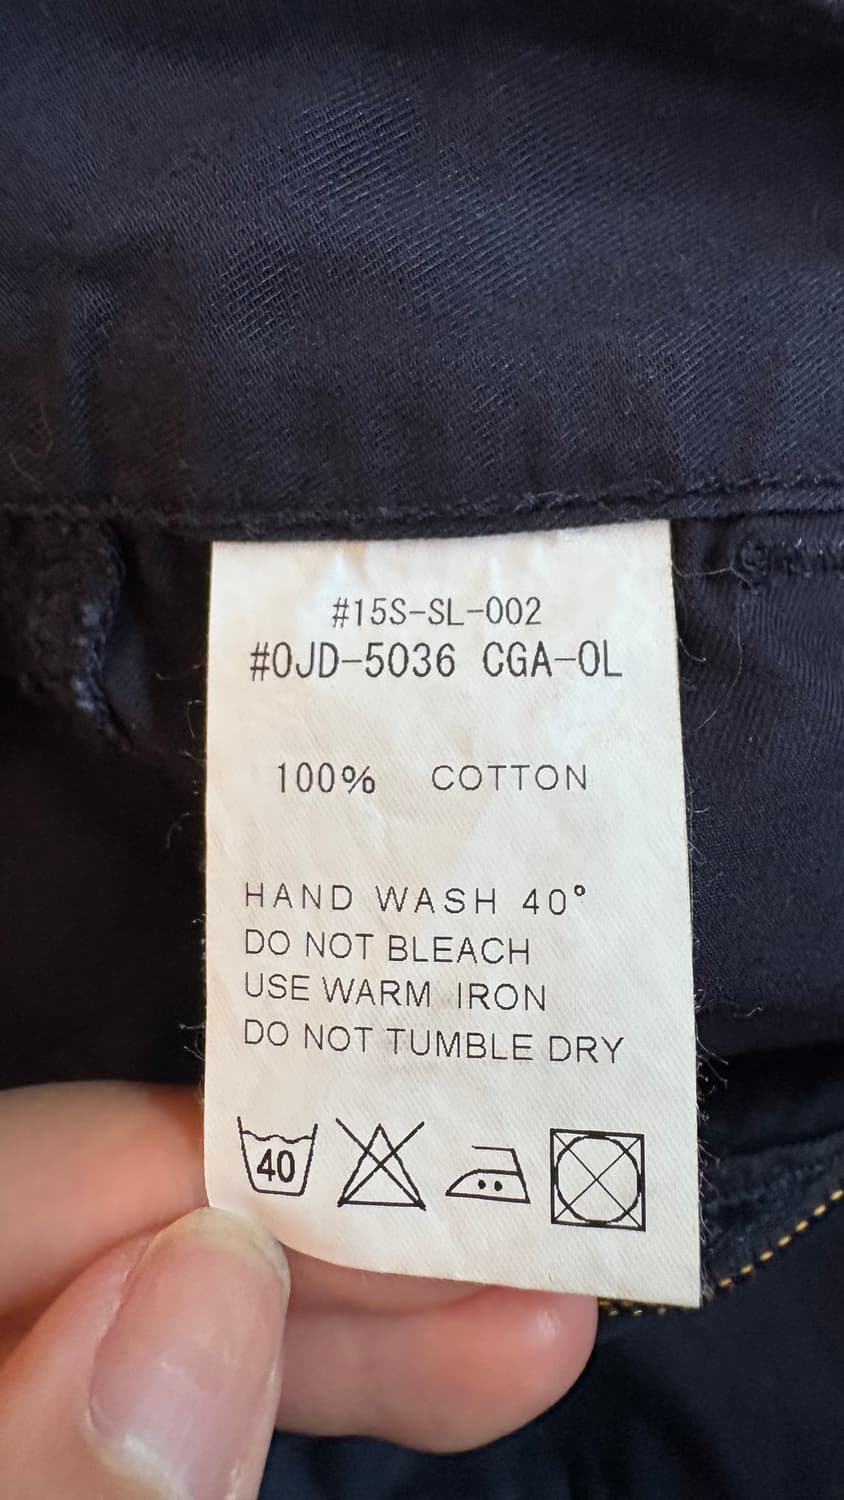 #15S-SL-002
#0JD-5036 CGA-0L
100% COTTON
HAND WASH 40°
DO NOT BLEACH
USE WARM IRON
DO NOT TUMBLE DRY
40